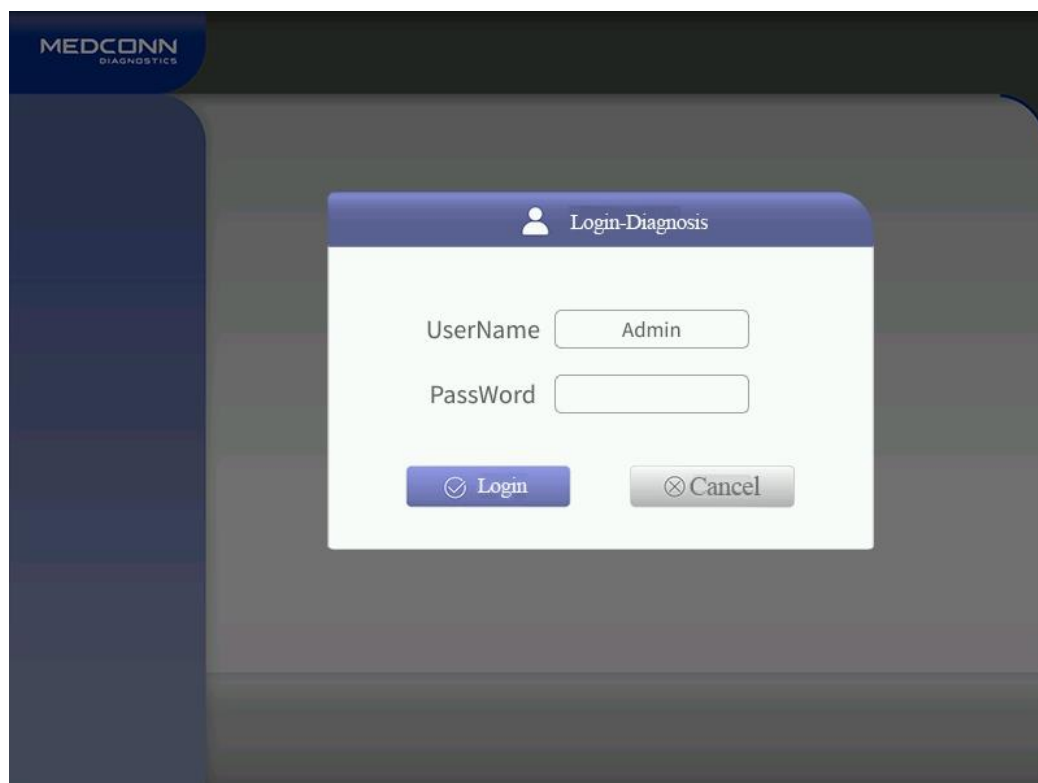 MEDCONN
DIAGNOSTICS
Login-Diagnosis
UserName Admin
PassWord
Login Cancel